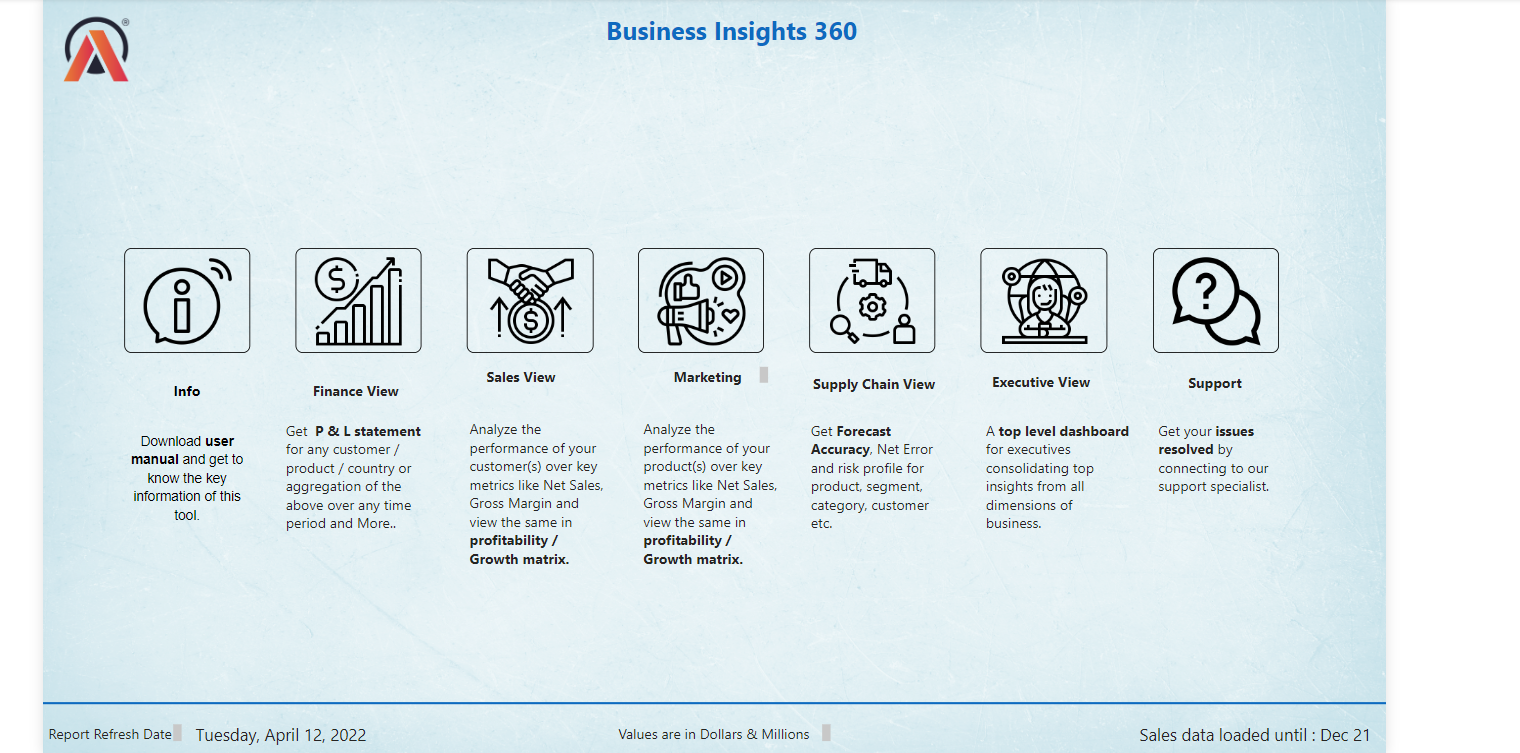 ®
Business Insights 360
Info
Download user
manual and get to
know the key
information of this
tool.
Finance View
Get P & L statement
for any customer /
product / country or
aggregation of the
above over any time
period and More..
Sales View
Analyze the
performance of your
customer(s) over key
metrics like Net Sales,
Gross Margin and
view the same in
profitability /
Growth matrix.
Marketing
Analyze the
performance of your
product(s) over key
metrics like Net Sales,
Gross Margin and
view the same in
profitability /
Growth matrix.
Supply Chain View
Get Forecast
Accuracy, Net Error
and risk profile for
product, segment,
category, customer
etc.
Executive View
A top level dashboard
for executives
consolidating top
insights from all
dimensions of
business.
Support
Get your issues
resolved by
connecting to our
support specialist.
Report Refresh Date Tuesday, April 12, 2022
Values are in Dollars & Millions
Sales data loaded until : Dec 21